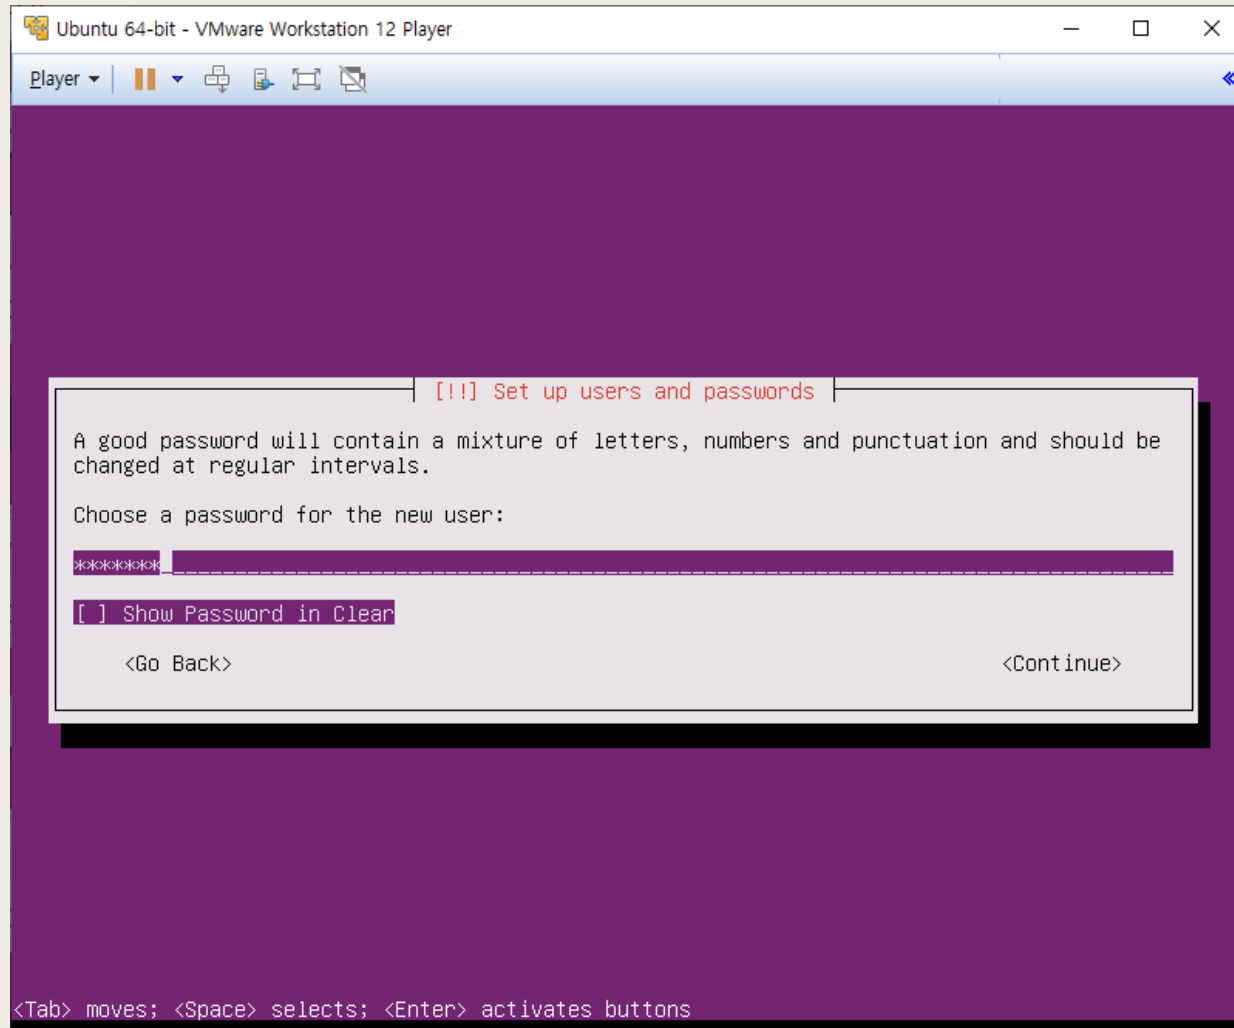 Ubuntu 64-bit - VMware Workstation 12 Player
Player
[!!] Set up users and passwords
A good password will contain a mixture of letters, numbers and punctuation and should be
changed at regular intervals.
Choose a password for the new user:
*******
[ ] Show Password in Clear
<Go Back> <Continue>
<Tab> moves; <Space> selects; <Enter> activates buttons